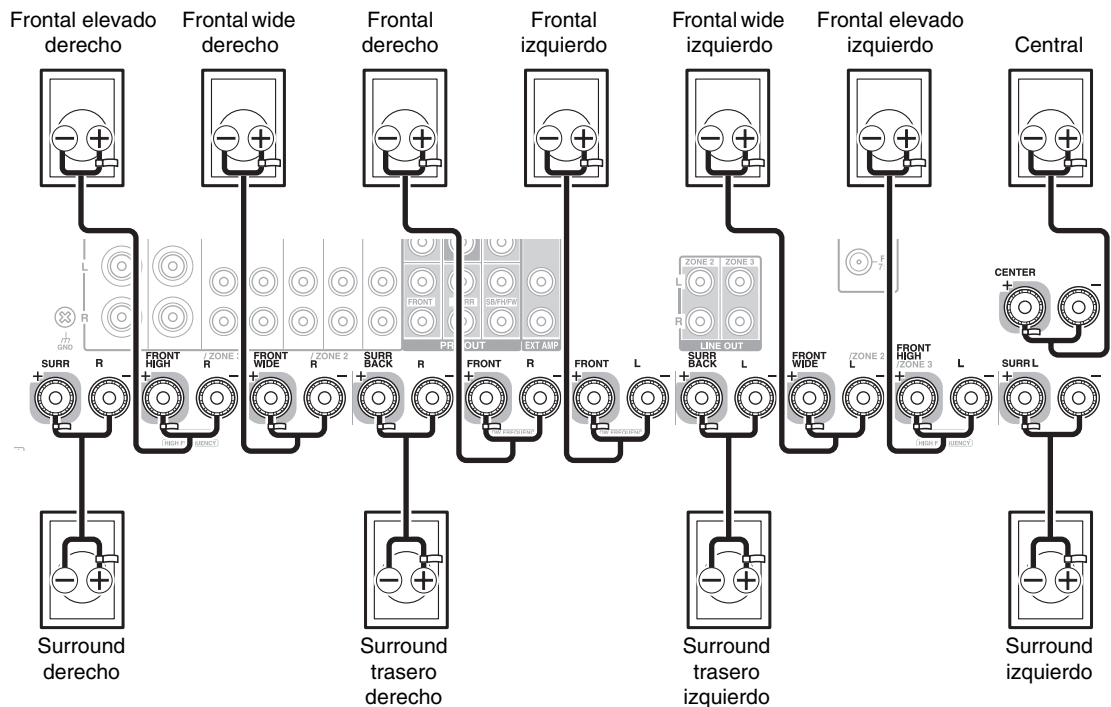 Frontal elevado
derecho
Frontal wide
derecho
Frontal
derecho
Frontal
izquierdo
Frontal wide
izquierdo
Frontal elevado
izquierdo
Central
L
R
GND
FRONT
SB/FH/FW
PRE OUT
EXT AMP
ZONE 2
ZONE 3
L
R
LINE OUT
CENTER
+
−
SURR
R
+
−
FRONT
HIGH
/ZONE 3
R
+
−
FRONT
WIDE
/ZONE 2
R
+
−
SURR
BACK
R
+
−
FRONT
R
+
−
FRONT
L
+
−
SURR
BACK
L
+
−
FRONT
WIDE
/ZONE 2
L
+
−
FRONT
HIGH
/ZONE 3
L
+
−
SURR L
+
−
Surround
derecho
Surround
trasero
derecho
Surround
trasero
izquierdo
Surround
izquierdo